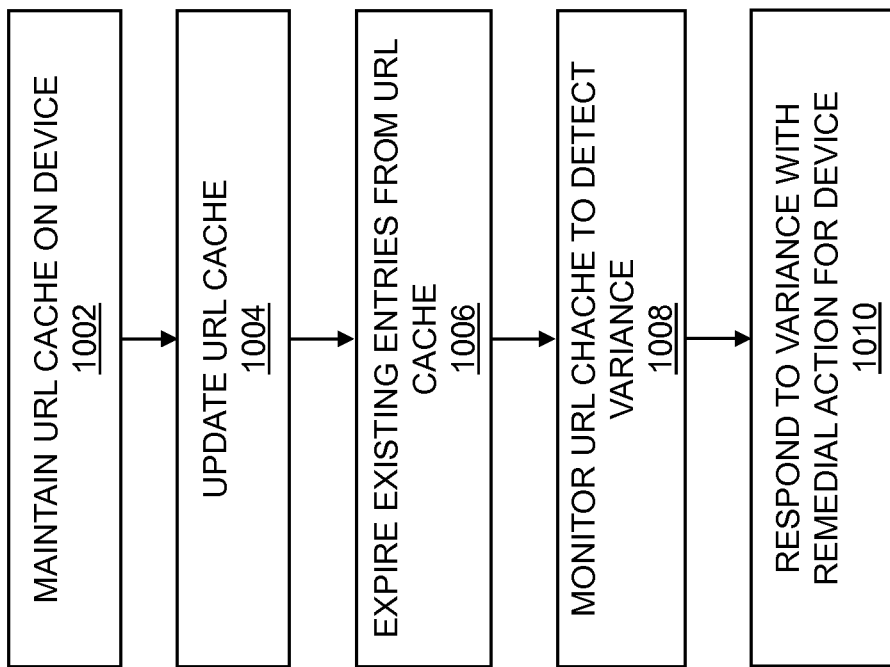 MAINTAIN URL CACHE ON DEVICE
1002
UPDATE URL CACHE
1004
EXPIRE EXISTING ENTRIES FROM URL
CACHE
1006
MONITOR URL CHACHE TO DETECT
VARIANCE
1008
RESPOND TO VARIANCE WITH
REMEDIAL ACTION FOR DEVICE
1010